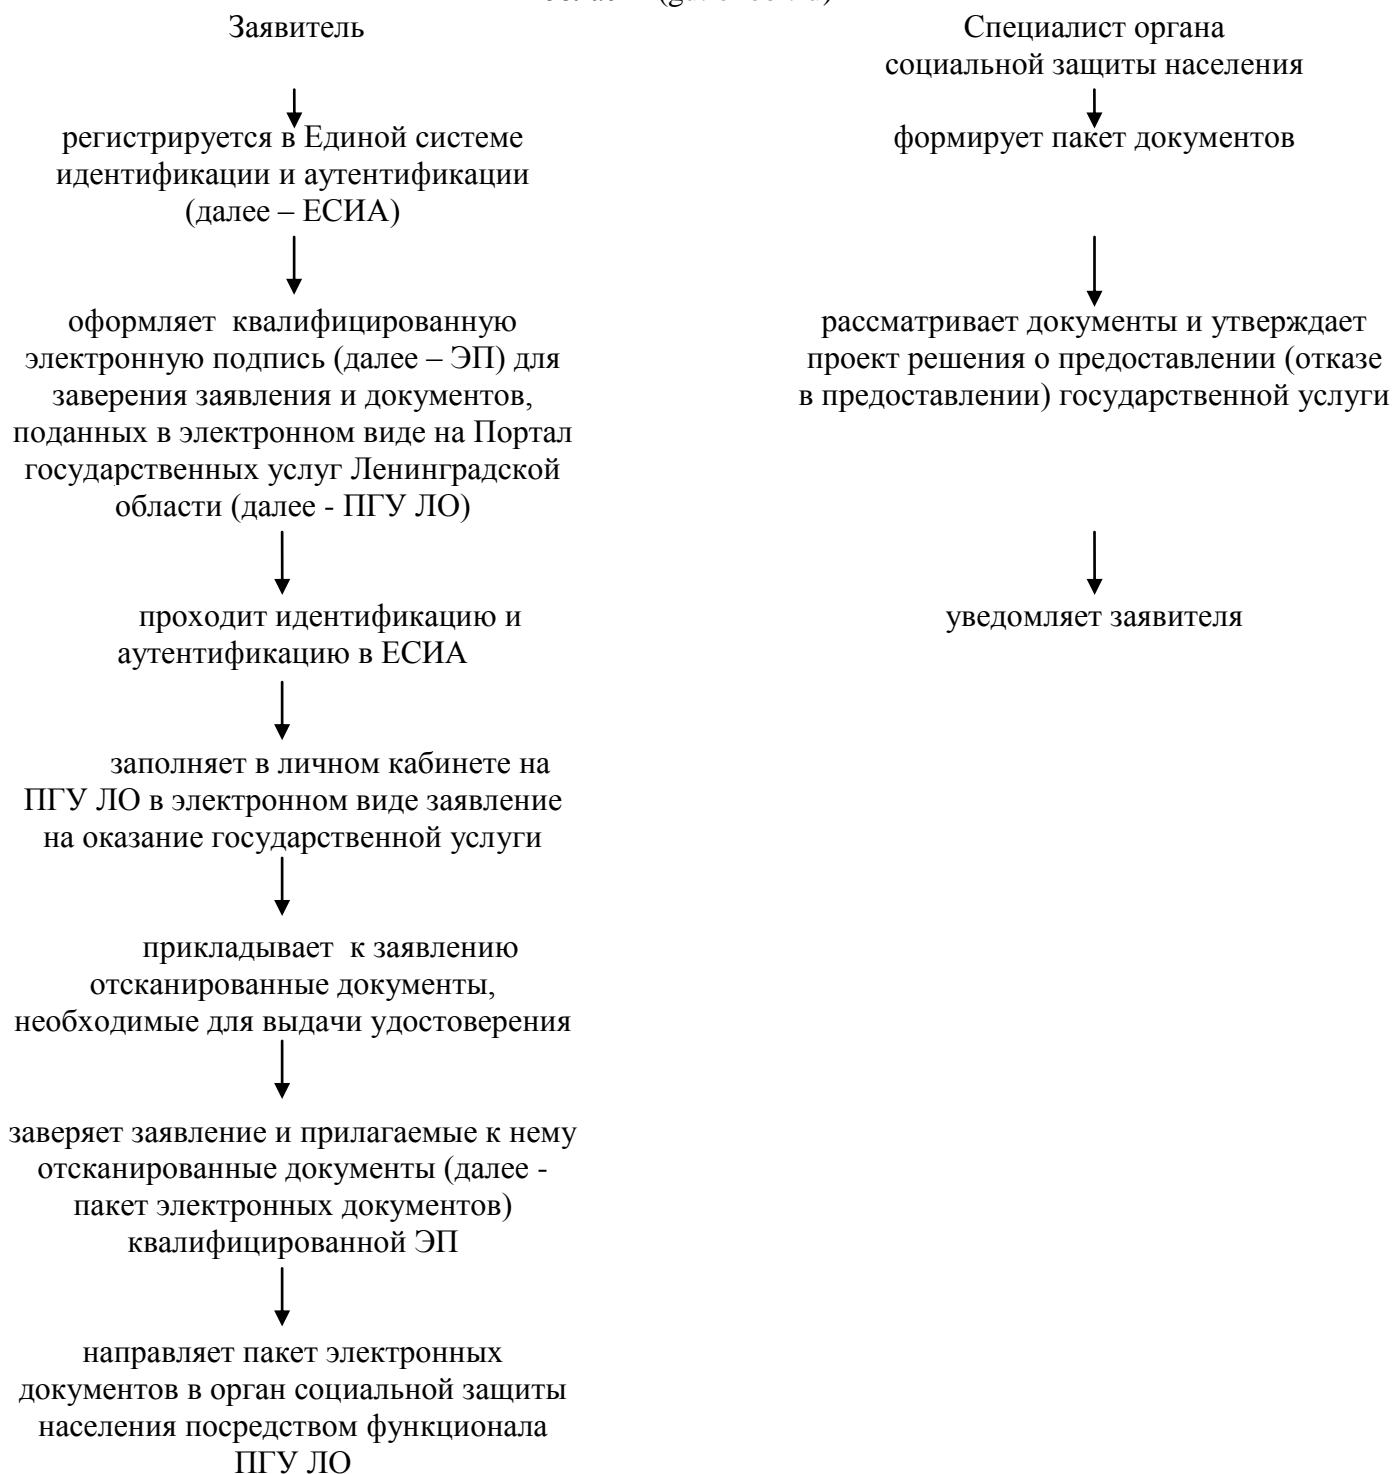 Заявитель
регистрируется в Единой системе
идентификации и аутентификации
(далее – ЕСИА)
оформляет квалифицированную
электронную подпись (далее – ЭП) для
заверения заявления и документов,
поданных в электронном виде на Портал
государственных услуг Ленинградской
области (далее - ПГУ ЛО)
проходит идентификацию и
аутентификацию в ЕСИА
заполняет в личном кабинете на
ПГУ ЛО в электронном виде заявление
на оказание государственной услуги
прикладывает к заявлению
отсканированные документы,
необходимые для выдачи удостоверения
заверяет заявление и прилагаемые к нему
отсканированные документы (далее -
пакет электронных документов)
квалифицированной ЭП
направляет пакет электронных
документов в орган социальной защиты
населения посредством функционала
ПГУ ЛО
Специалист органа
социальной защиты населения
формирует пакет документов
рассматривает документы и утверждает
проект решения о предоставлении (отказе
в предоставлении) государственной услуги
уведомляет заявителя